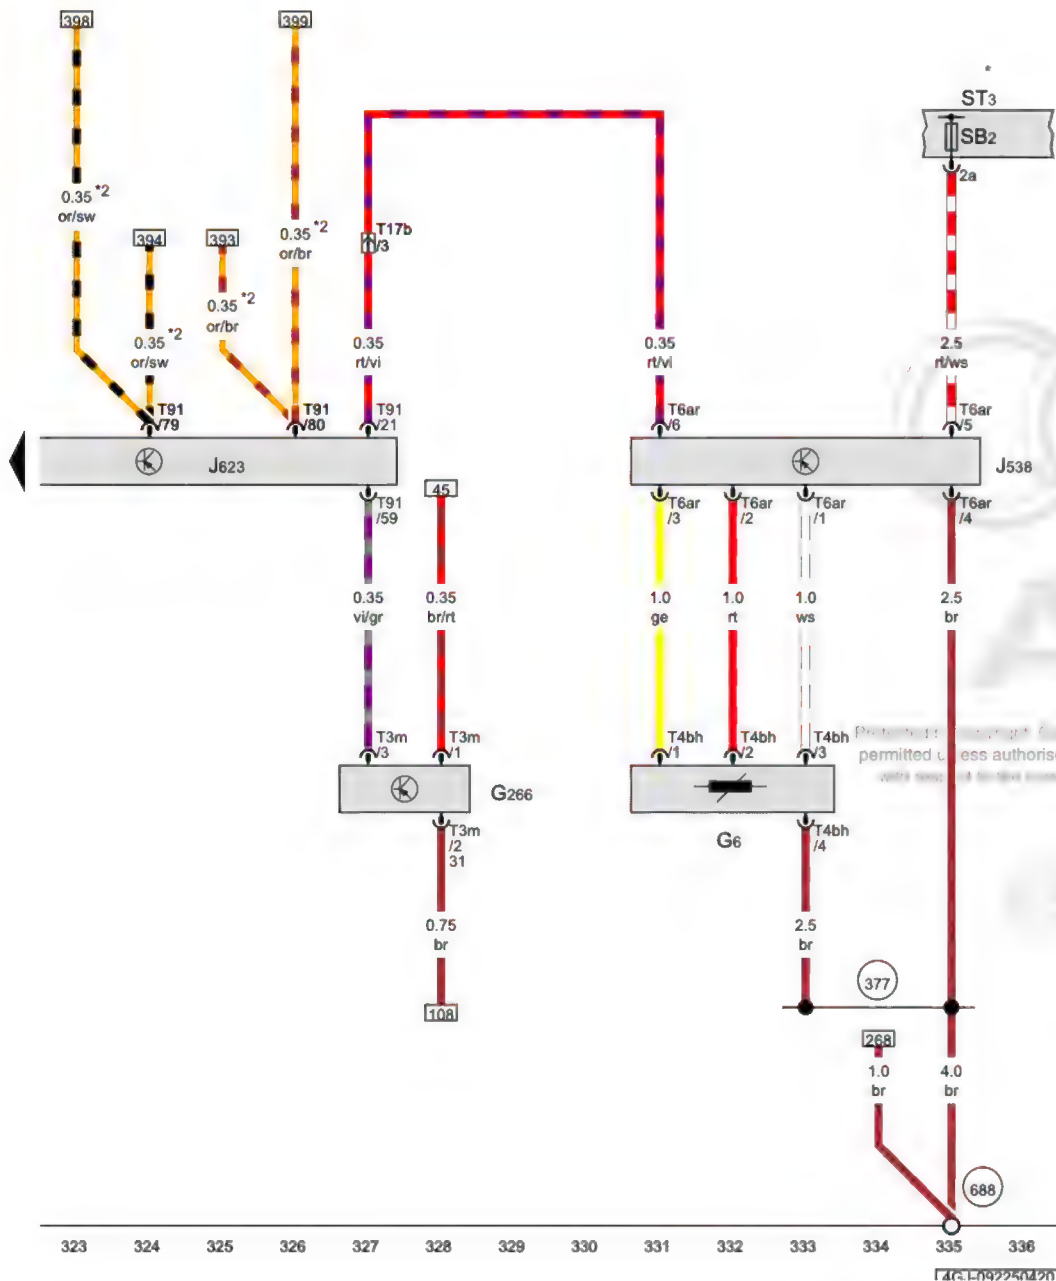 398
399
*
ST3
SB2
2a
0.35 *2
or/sw
394
393
0.35 *2
or/br
T17b
/3
0.35 *2
or/br
0.35 *2
or/sw
0.35
rt/vi
0.35
rt/vi
2.5
rt/ws
T91
/79
T91
/80
T91
/21
T6ar
/6
T6ar
/5
J623
J538
T91
/59
45
T6ar
/3
T6ar
/2
T6ar
/1
T6ar
/4
0.35
vi/gr
0.35
br/rt
1.0
ge
1.0
rt
1.0
ws
2.5
br
T3m
/3
T3m
/1
T4bh
/1
T4bh
/2
T4bh
/3
permitted authoris
G266
T3m
/2
31
G6
T4bh
/4
0.75
br
2.5
br
377
108
268
1.0
br
4.0
br
688
323 324 325 326 327 328 329 330 331 332 333 334 335 336
4GJ-092250420